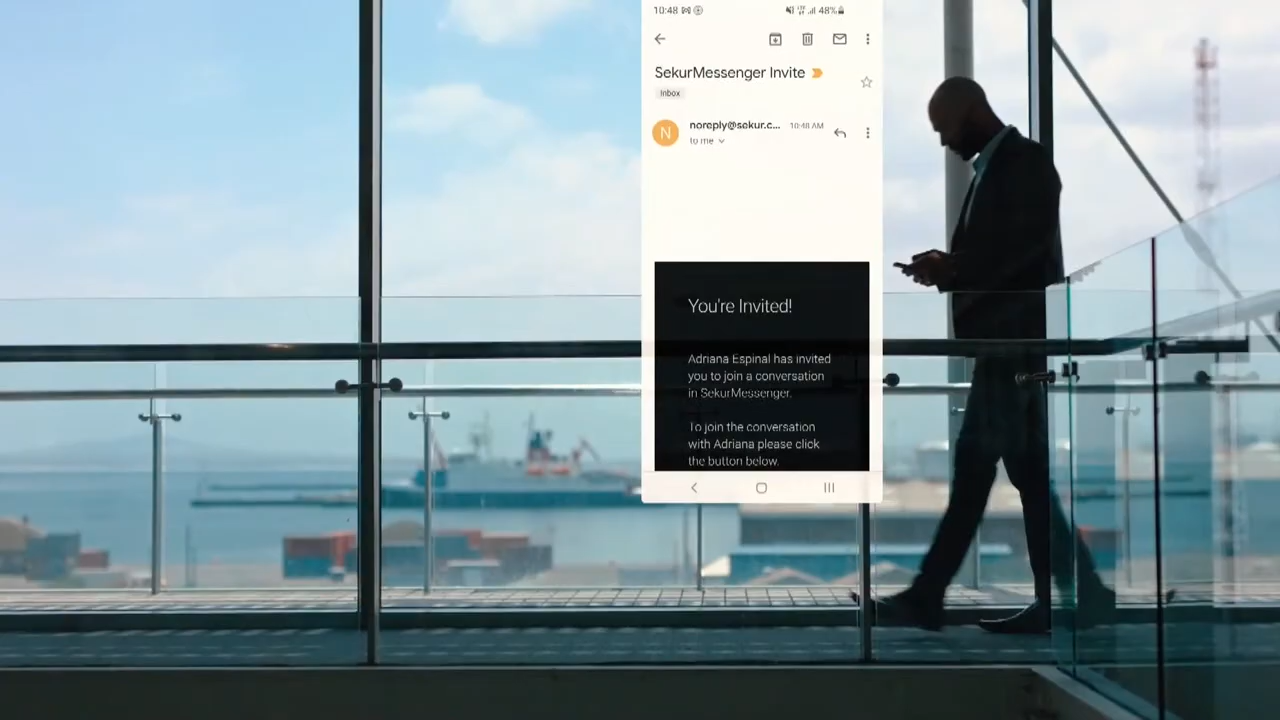 10:48
48%
SekurMessenger Invite
Inbox
N
noreply@sekur.c...
10:48 AM
to me
You're Invited!
Adriana Espinal has invited
you to join a conversation
in SekurMessenger.
To join the conversation
with Adriana please click
the button below.